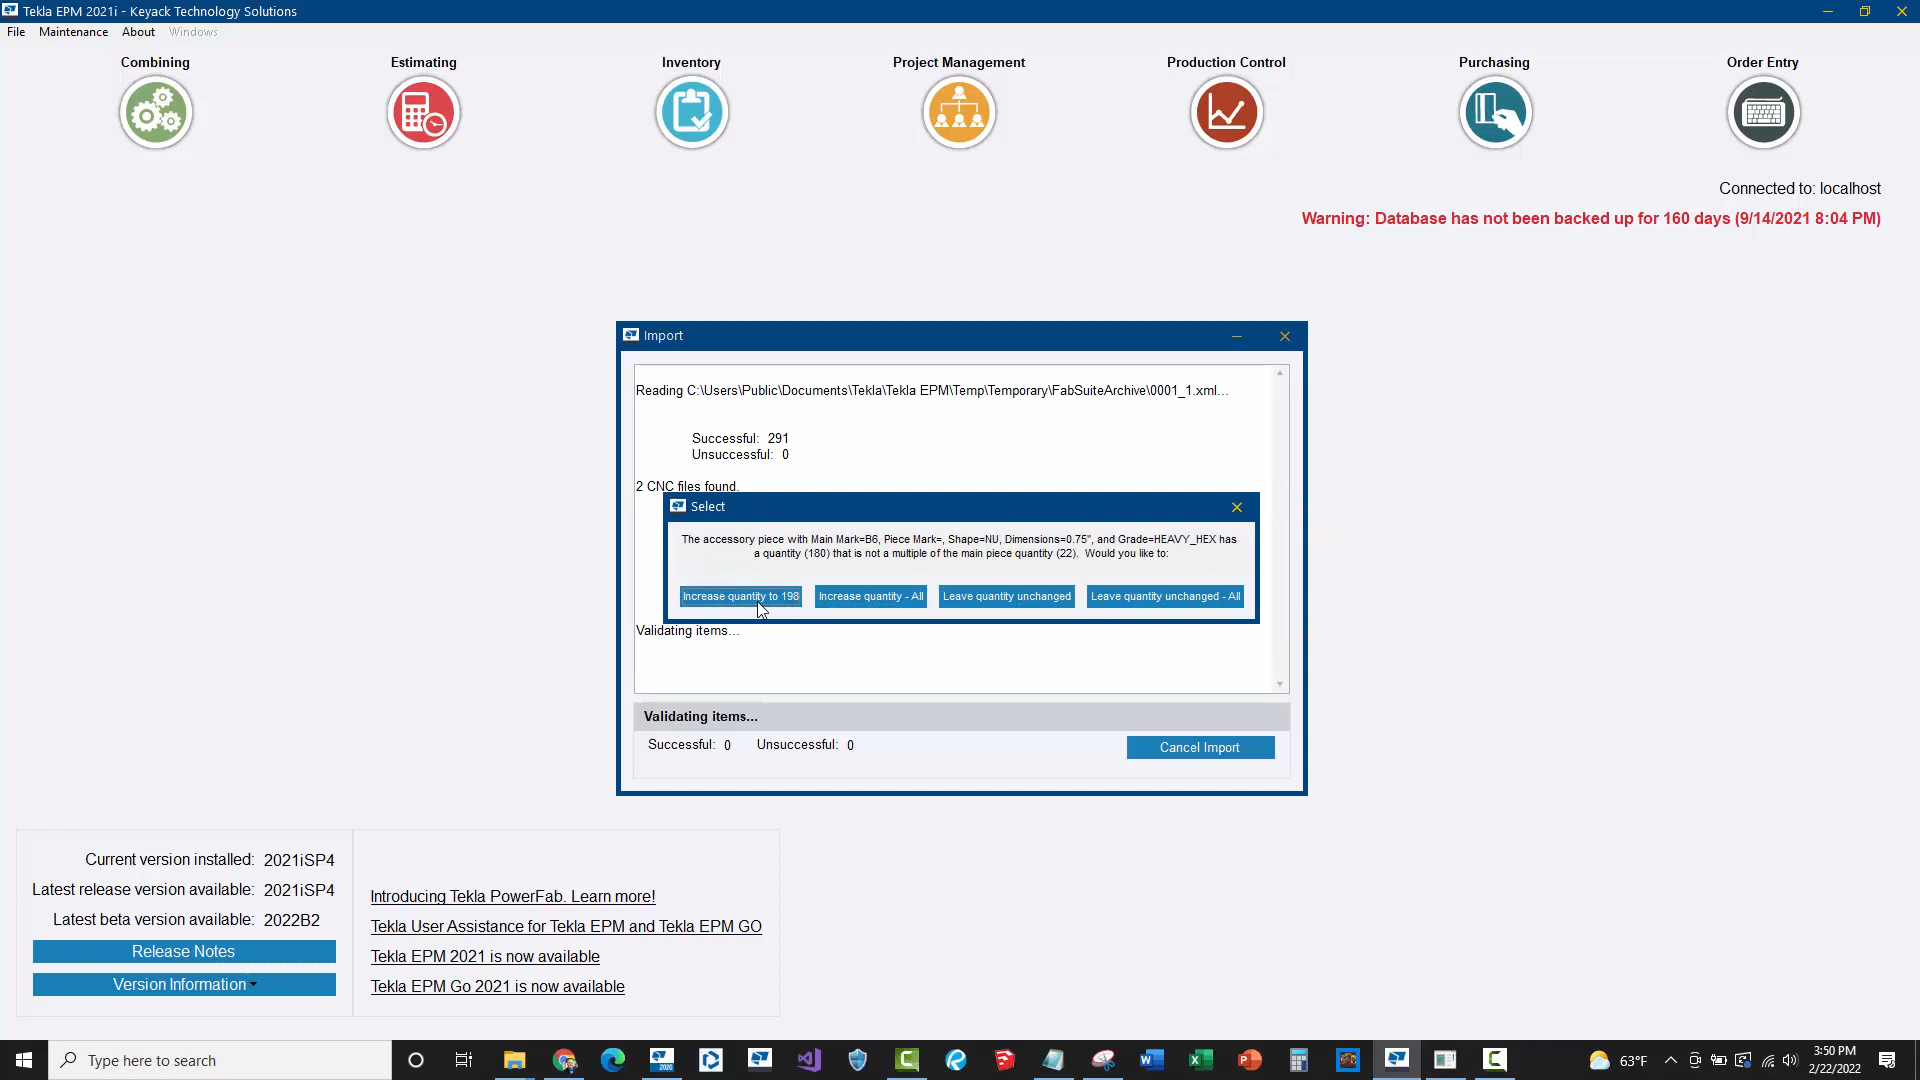 Tekla EPM 2021i - Keyack Technology Solutions
File Maintenance About Windows
Combining Estimating Inventory Project Management Production Control Purchasing Order Entry
Connected to: localhost
Warning: Database has not been backed up for 160 days (9/14/2021 8:04 PM)
Import
Reading C:\Users\Public\Documents\Tekla\Tekla EPM\Temp\Temporary\FabSuiteArchive\0001_1.xml...
Successful: 291
Unsuccessful: 0
2 CNC files found.
Select
The accessory piece with Main Mark=B6, Piece Mark=, Shape=NU, Dimensions=0.75", and Grade=HEAVY_HEX has
a quantity (180) that is not a multiple of the main piece quantity (22). Would you like to:
Increase quantity to 198 Increase quantity - All Leave quantity unchanged Leave quantity unchanged - All
Validating items...
Validating items...
Successful: 0 Unsuccessful: 0
Cancel Import
Current version installed: 2021iSP4
Latest release version available: 2021iSP4
Latest beta version available: 2022B2
Release Notes
Version Information
Introducing Tekla PowerFab. Learn more!
Tekla User Assistance for Tekla EPM and Tekla EPM GO
Tekla EPM 2021 is now available
Tekla EPM Go 2021 is now available
Type here to search
2020
63°F
3:50 PM
2/22/2022